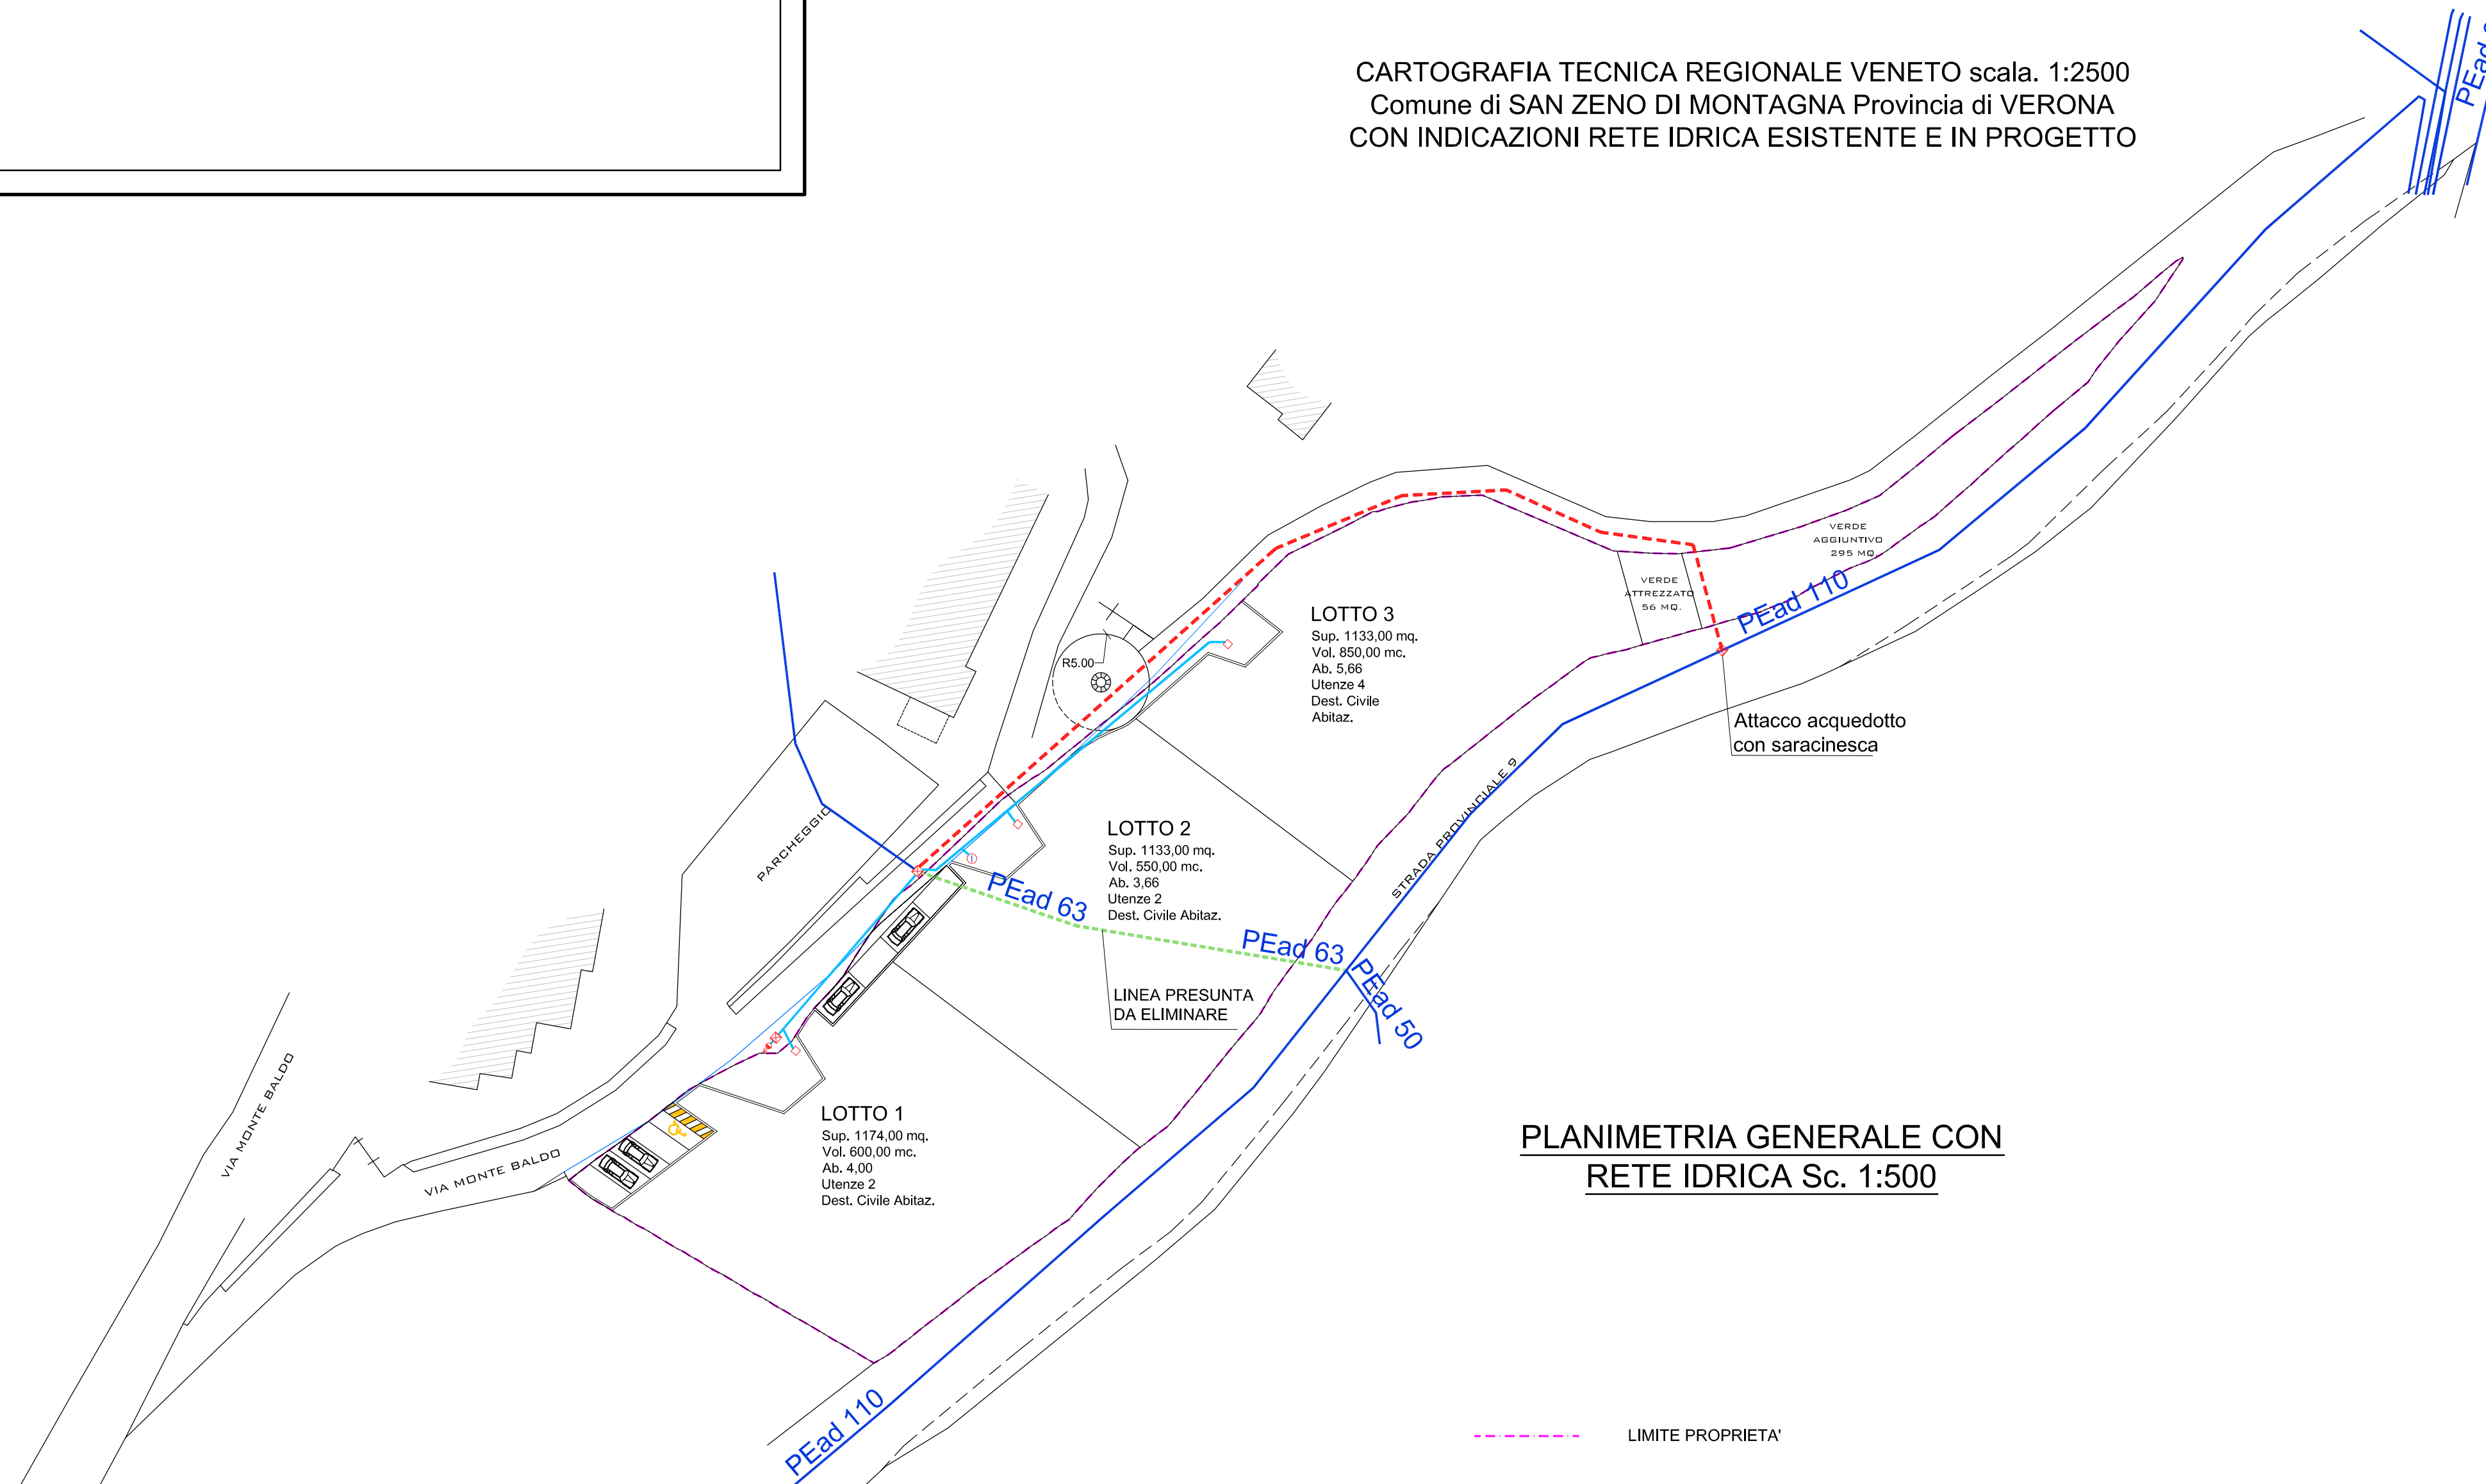 CARTOGRAFIA TECNICA REGIONALE VENETO scala. 1:2500
Comune di SAN ZENO DI MONTAGNA Provincia di VERONA
CON INDICAZIONI RETE IDRICA ESISTENTE E IN PROGETTO
PEad
VERDE
AGGIUNTIVO
295 MQ.
VERDE
ATTREZZATO
56 MQ.
PEad 110
LOTTO 3
Sup. 1133,00 mq.
Vol. 850,00 mc.
Ab. 5,66
Utenze 4
Dest. Civile
Abitaz.
R5.00
Attacco acquedotto
con saracinesca
STRADA PROVINCIALE 9
PARCHEGGIO
LOTTO 2
Sup. 1133,00 mq.
Vol. 550,00 mc.
Ab. 3,66
Utenze 2
Dest. Civile Abitaz.
PEad 63
PEad 63
PEad 50
LINEA PRESUNTA
DA ELIMINARE
VIA MONTE BALDO
VIA MONTE BALDO
LOTTO 1
Sup. 1174,00 mq.
Vol. 600,00 mc.
Ab. 4,00
Utenze 2
Dest. Civile Abitaz.
PLANIMETRIA GENERALE CON
RETE IDRICA Sc. 1:500
PEad 110
LIMITE PROPRIETA'